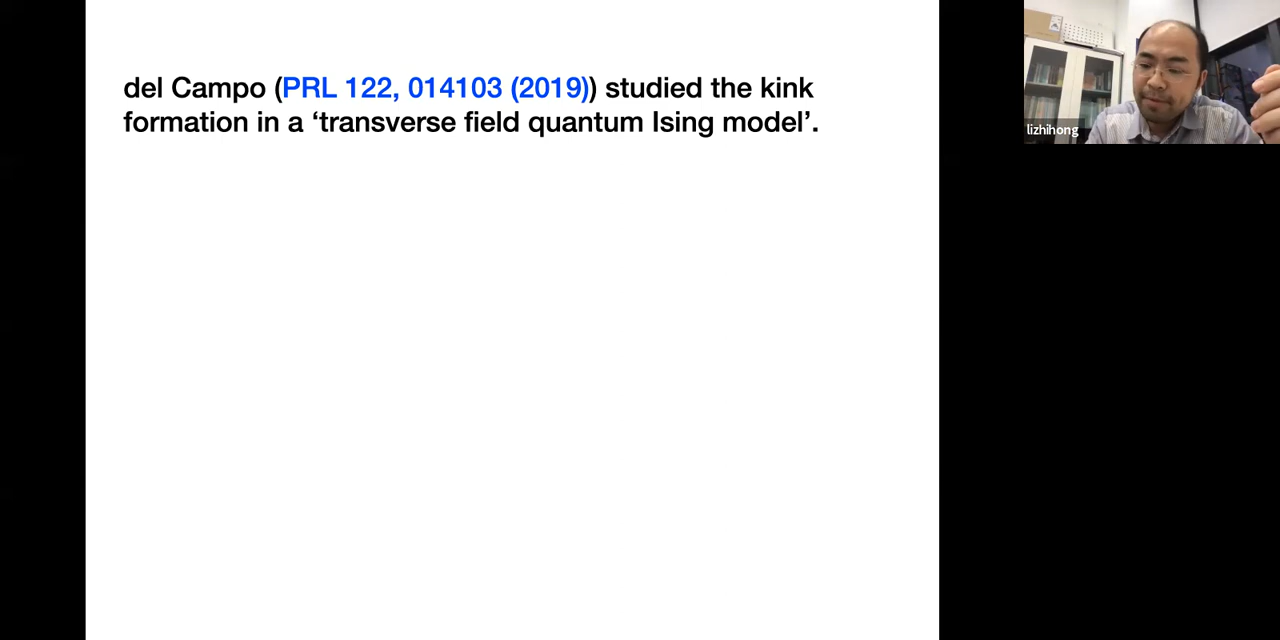 del Campo (PRL 122, 014103 (2019)) studied the kink
formation in a ‘transverse field quantum Ising model’.
lizhihong